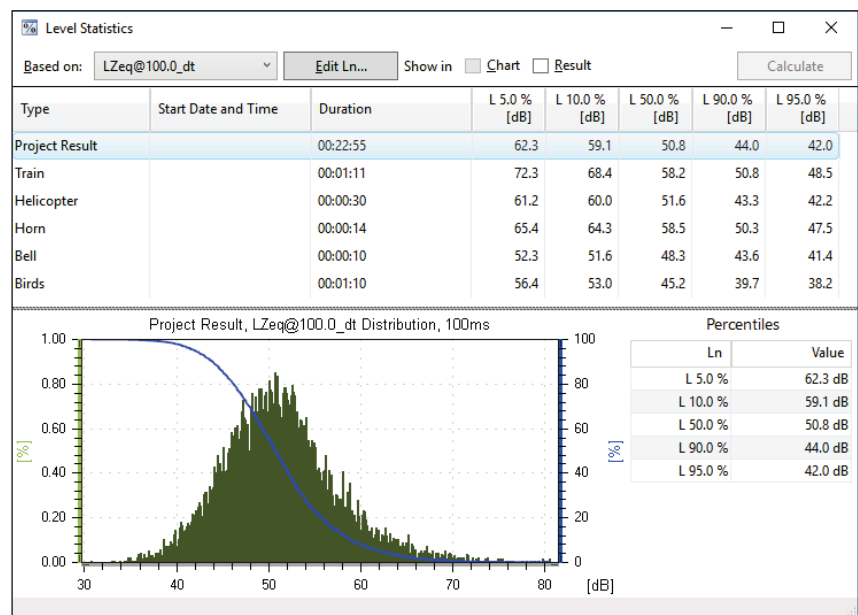 Level Statistics
Based on: LZeq@100.0_dt Edit Ln... Show in Chart Result Calculate
Type Start Date and Time Duration L 5.0 % [dB] L 10.0 % [dB] L 50.0 % [dB] L 90.0 % [dB] L 95.0 % [dB]
Project Result 00:22:55 62.3 59.1 50.8 44.0 42.0
Train 00:01:11 72.3 68.4 58.2 50.8 48.5
Helicopter 00:00:30 61.2 60.0 51.6 43.3 42.2
Horn 00:00:14 65.4 64.3 58.5 50.3 47.5
Bell 00:00:10 52.3 51.6 48.3 43.6 41.4
Birds 00:01:10 56.4 53.0 45.2 39.7 38.2
Project Result, LZeq@100.0_dt Distribution, 100ms
1.00 100
0.80 80
0.60 60
[%] [%]
0.40 40
0.20 20
0.00 0
30 40 50 60 70 80 [dB]
Percentiles
Ln Value
L 5.0 % 62.3 dB
L 10.0 % 59.1 dB
L 50.0 % 50.8 dB
L 90.0 % 44.0 dB
L 95.0 % 42.0 dB